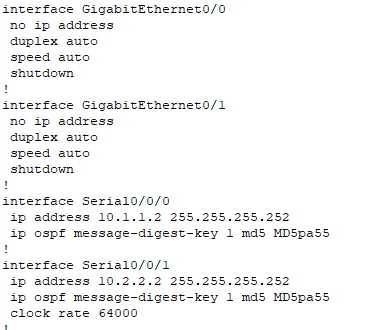 interface GigabitEthernet0/0
 no ip address
 duplex auto
 speed auto
 shutdown
!
interface GigabitEthernet0/1
 no ip address
 duplex auto
 speed auto
 shutdown
!
interface Serial0/0/0
 ip address 10.1.1.2 255.255.255.252
 ip ospf message-digest-key 1 md5 MD5pa55
!
interface Serial0/0/1
 ip address 10.2.2.2 255.255.255.252
 ip ospf message-digest-key 1 md5 MD5pa55
 clock rate 64000
!